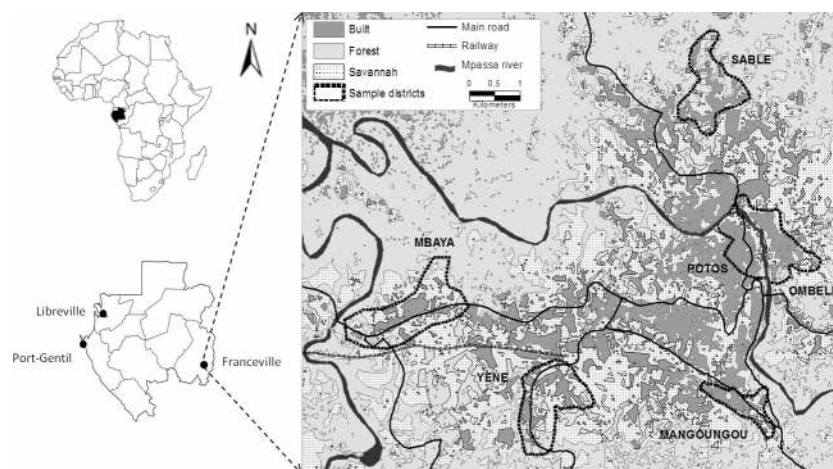 N
Built
Forest
Savannah
Sample districts
Main road
Railway
Mpassa river
0 0.5 1
Kilometers
SABLE
MBAYA
POTOS
OMBELE
YENE
MANGOUNGOU
Libreville
Port-Gentil
Franceville